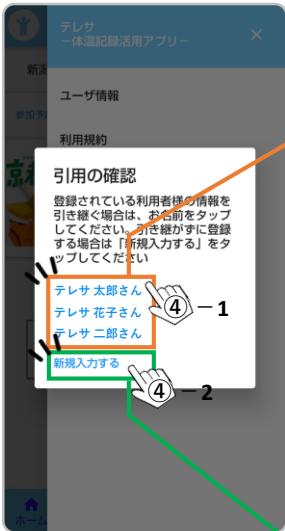 テレサ
－体温記録活用アプリ－
×
新潟
ユーザ情報
参加予
利用規約
引用の確認
登録されている利用者様の情報を
引き継ぐ場合は、お名前をタップ
してください。引き継がずに登録
する場合は「新規入力する」をタ
ップしてください
テレサ 太郎さん
テレサ 花子さん
テレサ 二郎さん
④－1
新規入力する
④－2
ホーム